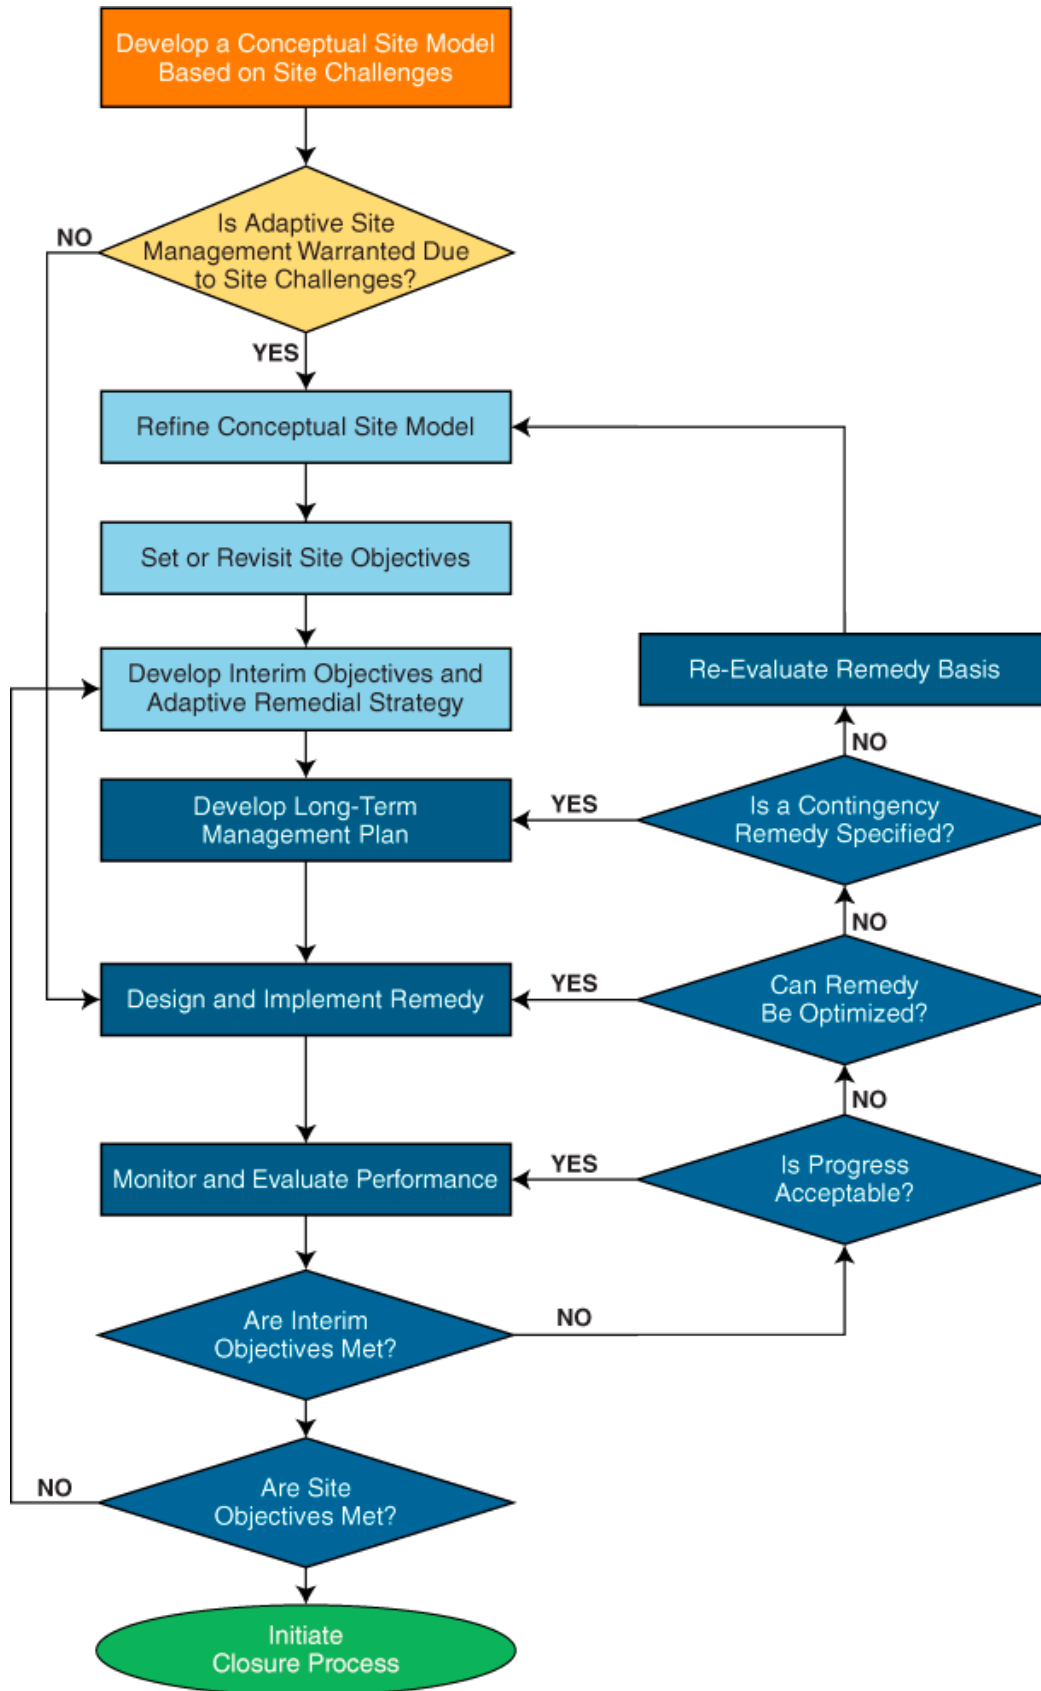 Develop a Conceptual Site Model
Based on Site Challenges
Is Adaptive Site
Management Warranted Due
to Site Challenges?
NO
YES
Refine Conceptual Site Model
Set or Revisit Site Objectives
Develop Interim Objectives and
Adaptive Remedial Strategy
Re-Evaluate Remedy Basis
NO
Develop Long-Term
Management Plan
YES
Is a Contingency
Remedy Specified?
NO
Design and Implement Remedy
YES
Can Remedy
Be Optimized?
NO
Monitor and Evaluate Performance
YES
Is Progress
Acceptable?
Are Interim
Objectives Met?
NO
Are Site
Objectives Met?
NO
Initiate
Closure Process